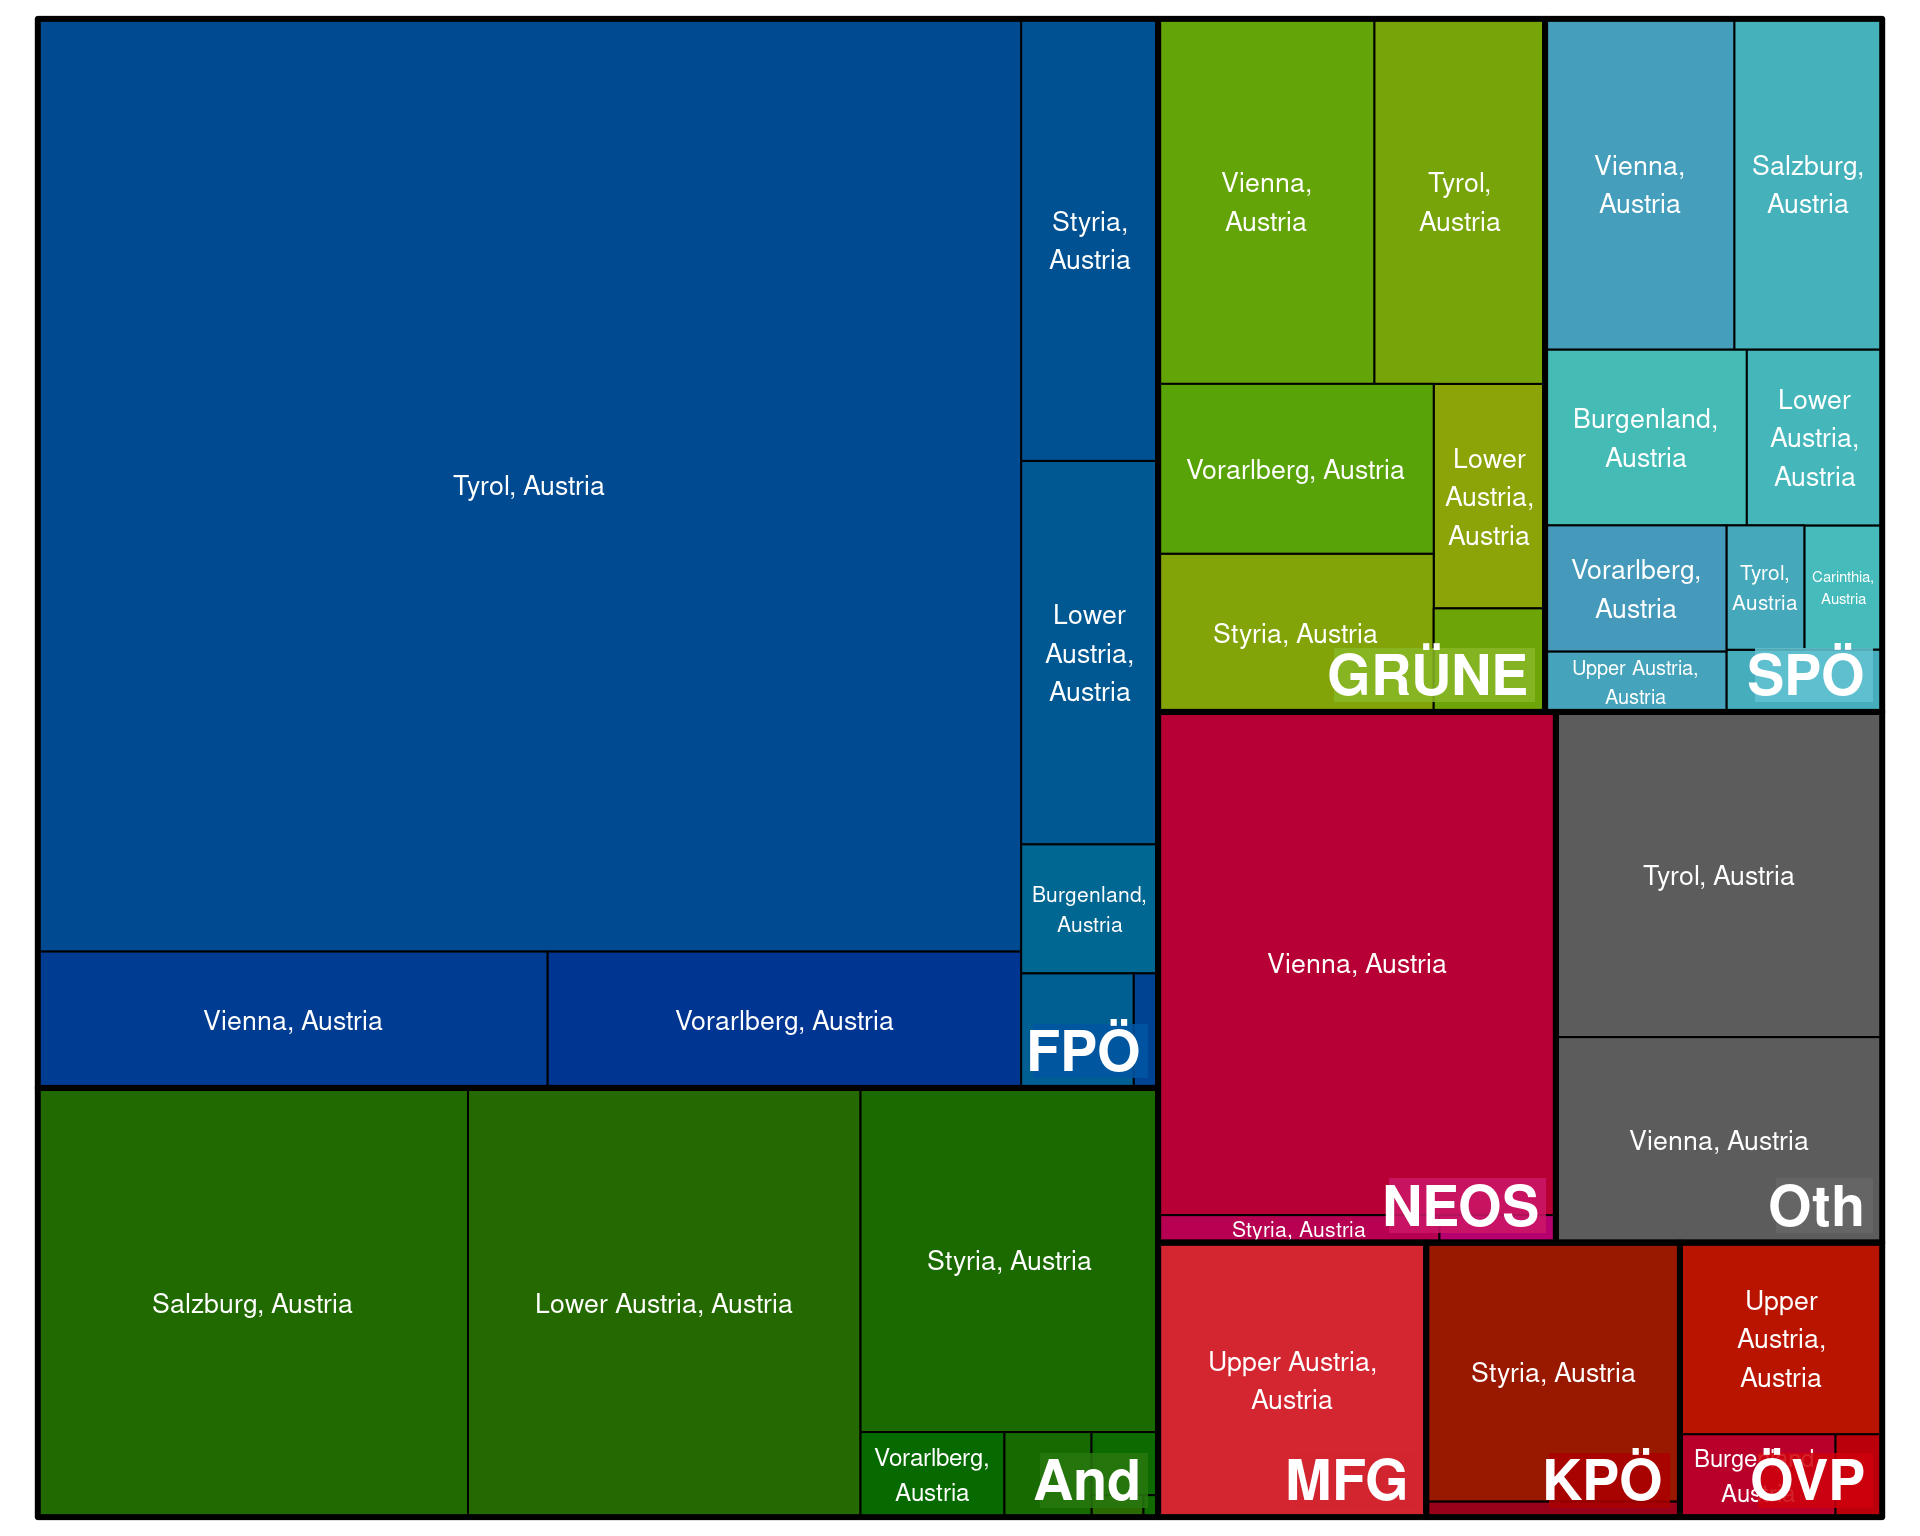 Tyrol, Austria
Styria,
Austria
Lower
Austria,
Austria
Burgenland,
Austria
Vienna, Austria
Vorarlberg, Austria
FPÖ
Salzburg, Austria
Lower Austria, Austria
Styria, Austria
Vorarlberg,
Austria
And
Vienna,
Austria
Tyrol,
Austria
Vorarlberg, Austria
Lower
Austria,
Austria
Styria, Austria
GRÜNE
Vienna,
Austria
Salzburg,
Austria
Burgenland,
Austria
Lower
Austria,
Austria
Vorarlberg,
Austria
Tyrol,
Austria
Carinthia,
Austria
Upper Austria,
Austria
SPÖ
Vienna, Austria
Styria, Austria
NEOS
Tyrol, Austria
Vienna, Austria
Oth
Upper Austria,
Austria
MFG
Styria, Austria
KPÖ
Upper
Austria,
Austria
Burgenland,
Austria
ÖVP